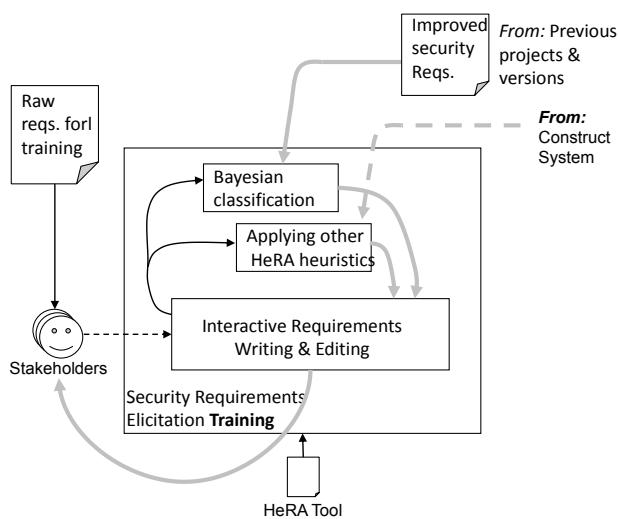 Improved
security
Reqs.
From: Previous
projects &
versions
Raw
reqs. forl
training
From:
Construct
System
Bayesian
classification
Applying other
HeRA heuristics
Interactive Requirements
Writing & Editing
Stakeholders
Security Requirements
Elicitation Training
HeRA Tool